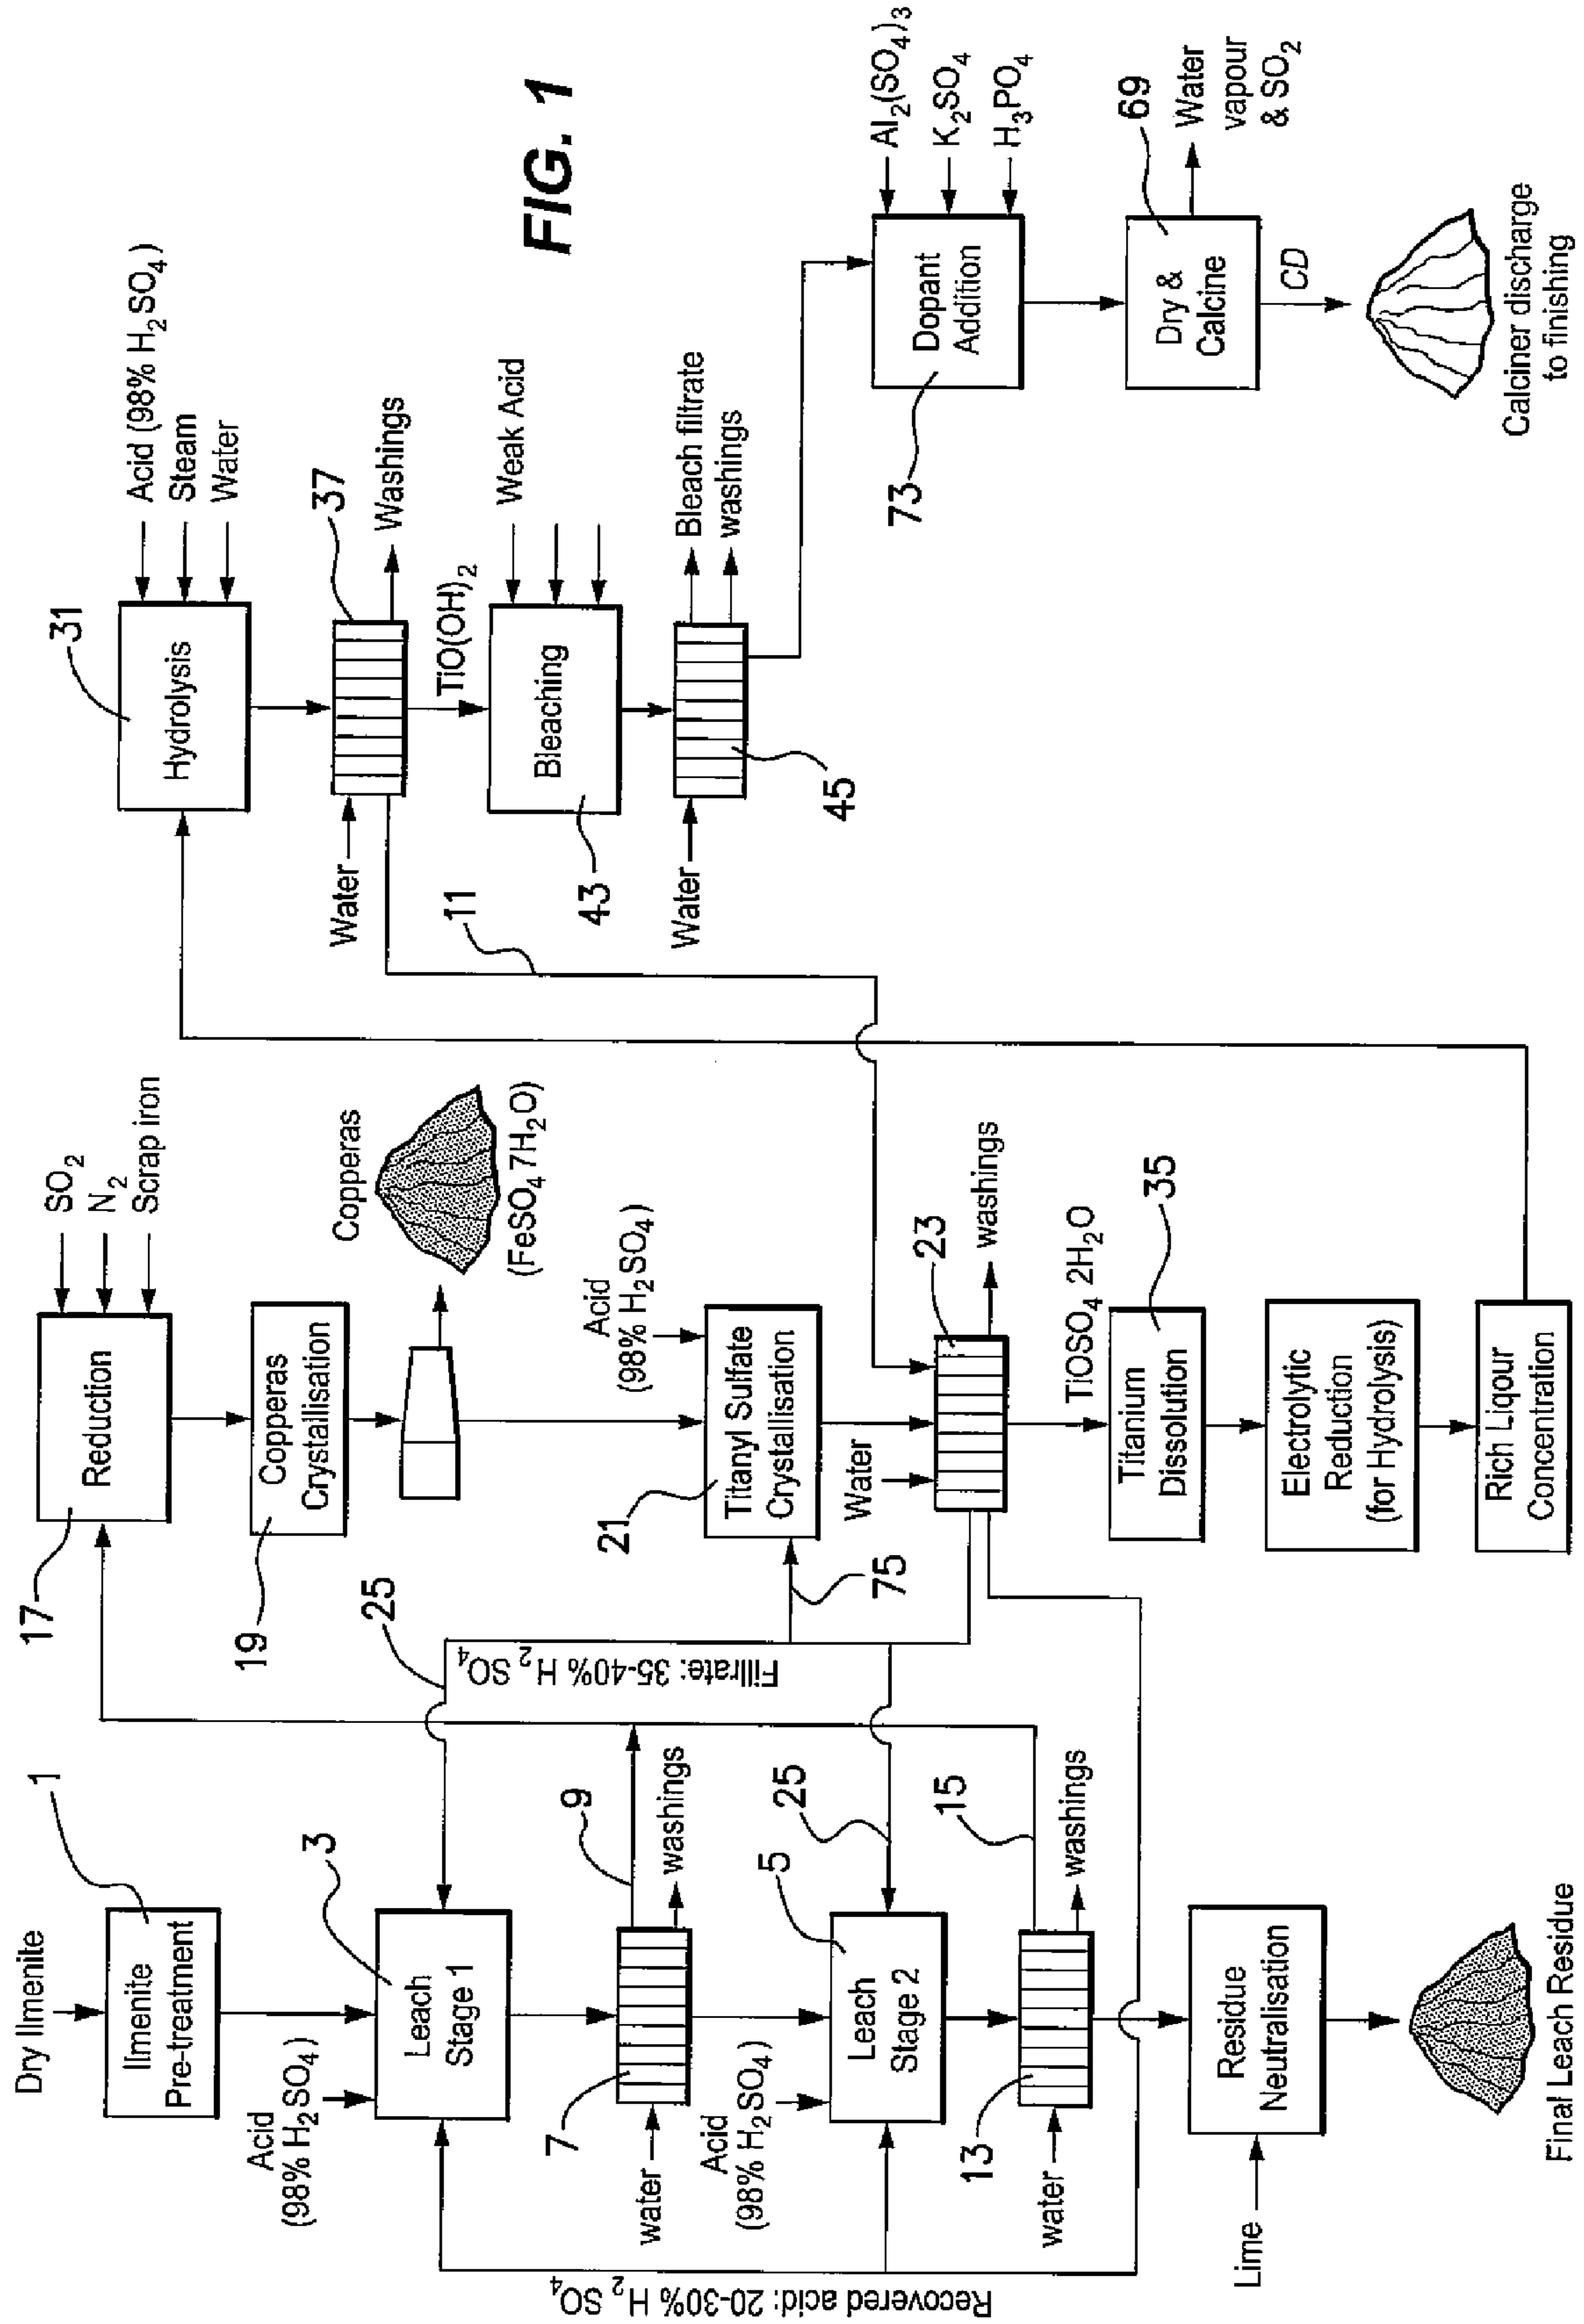 Dry Ilmenite
1
Ilmenite
Pre-treatment
Acid
(98% H2SO4)
3
Leach
Stage 1
25
9
7
water
washings
Acid
(98% H2SO4)
5
Leach
Stage 2
25
15
13
water
washings
Lime
Residue
Neutralisation
Final Leach Residue
Recovered acid: 20-30% H2SO4
Fillrate: 35-40% H2SO4
17
Reduction
SO2
N2
Scrap iron
19
Copperas
Crystallisation
Copperas
(FeSO4 7H2O)
Acid
(98% H2SO4)
21
Titanyl Sulfate
Crystallisation
75
Water
23
washings
TiOSO4 2H2O
Titanium
Dissolution
35
Electrolytic
Reduction
(for Hydrolysis)
Rich Liqour
Concentration
31
Hydrolysis
Acid (98% H2SO4)
Steam
Water
37
Water
Washings
11
TiO(OH)2
43
Bleaching
Weak Acid
Water
45
Bleach filtrate
washings
FIG. 1
73
Dopant
Addition
Al2(SO4)3
K2SO4
H3PO4
69
Dry &
Calcine
Water
vapour
& SO2
CD
Calciner discharge
to finishing